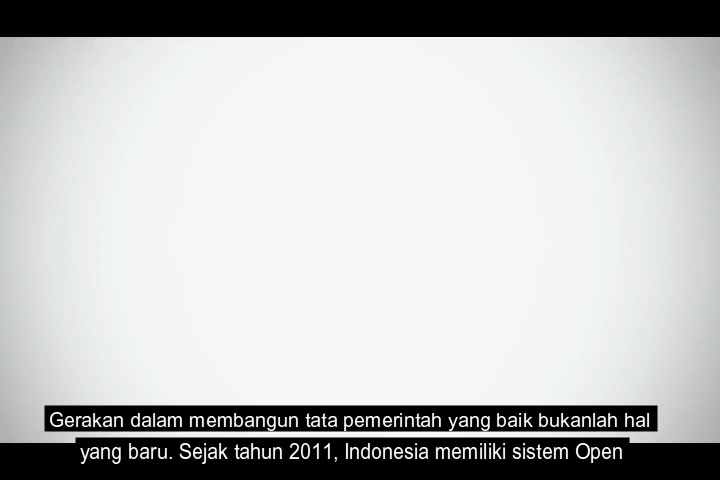 Gerakan dalam membangun tata pemerintah yang baik bukanlah hal
yang baru. Sejak tahun 2011, Indonesia memiliki sistem Open